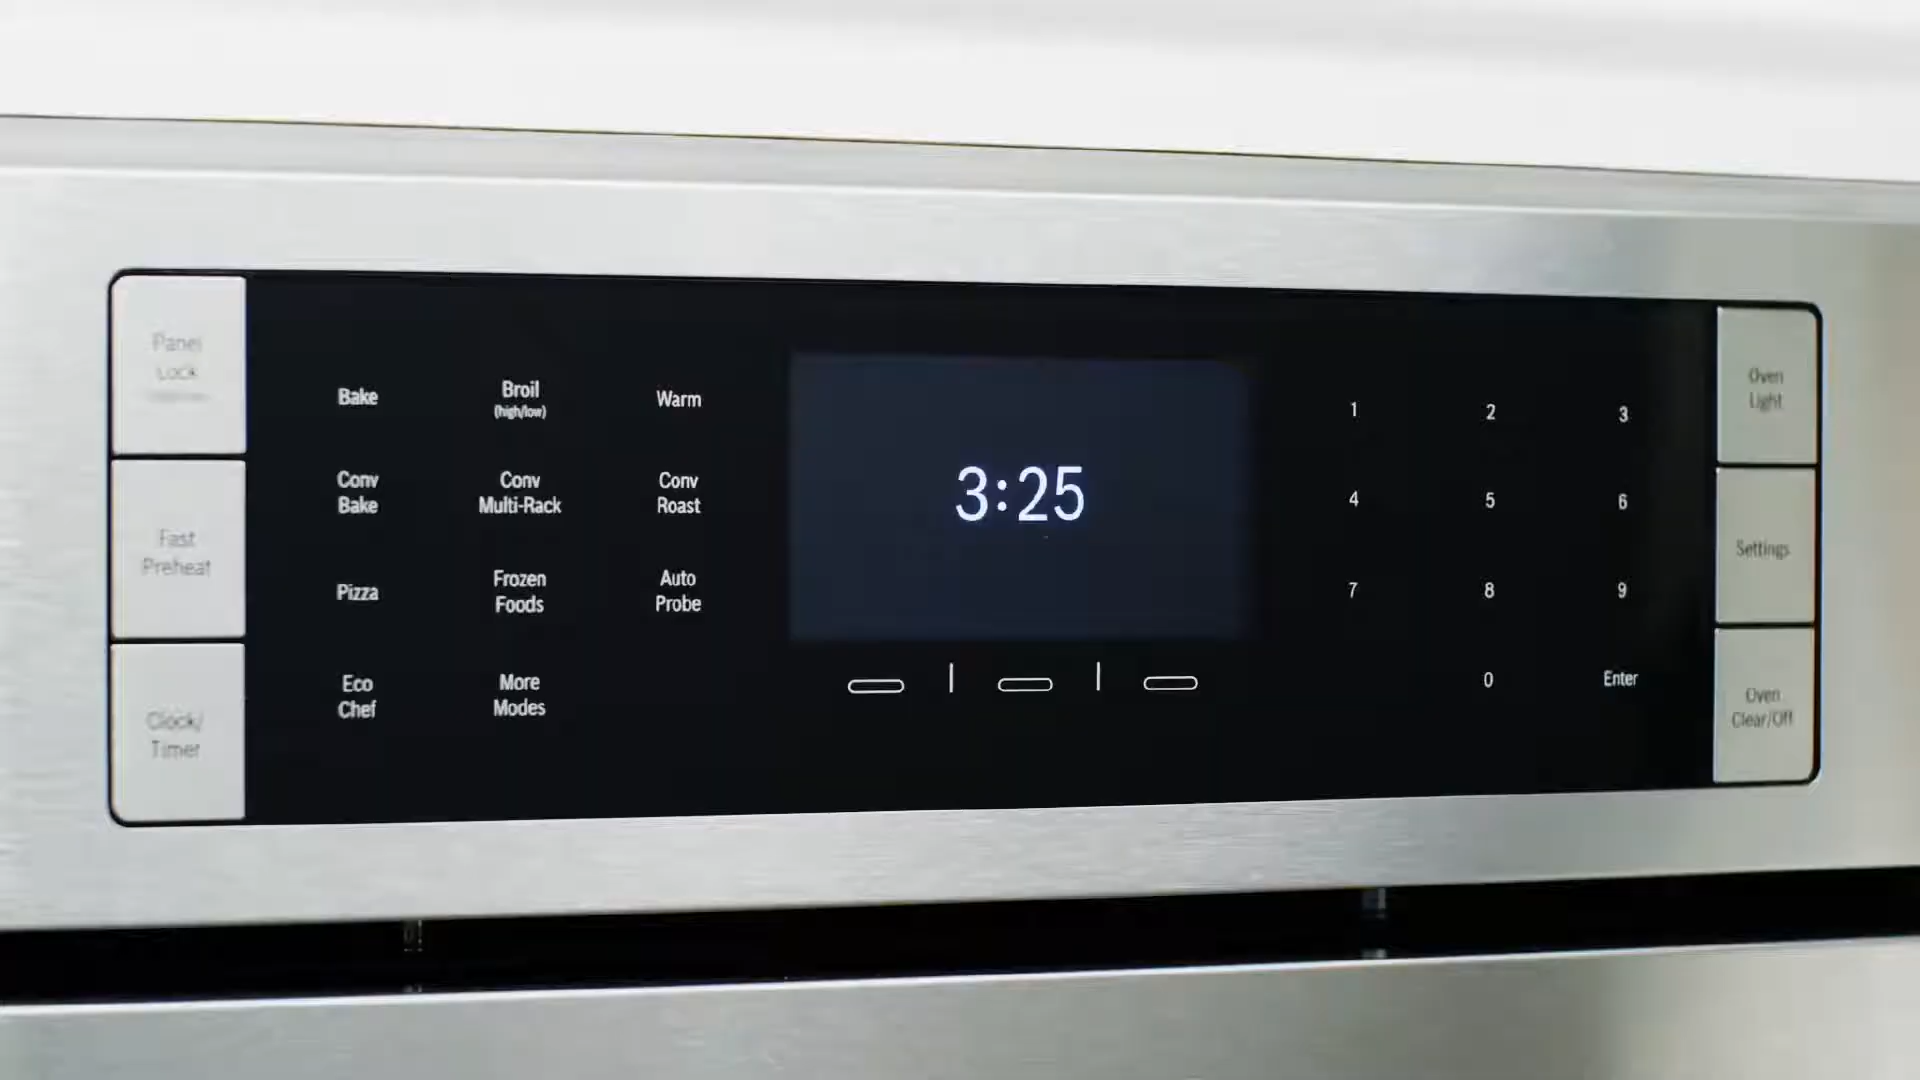 Panel
Lock
Fast
Preheat
Clock/
Timer
Bake
Broil
(high/low)
Warm
Conv
Bake
Conv
Multi-Rack
Conv
Roast
Pizza
Frozen
Foods
Auto
Probe
Eco
Chef
More
Modes
3:25
1
2
3
4
5
6
7
8
9
0
Enter
Oven
Light
Settings
Oven
Clear/Off